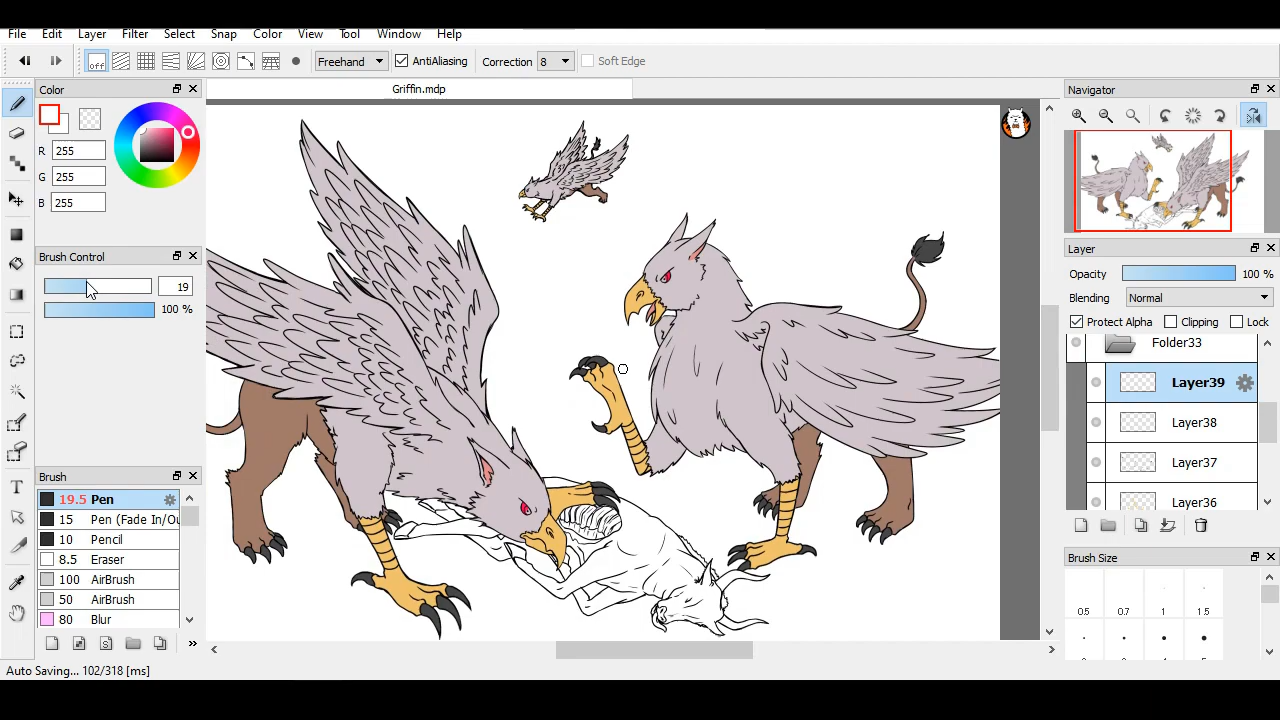 File Edit Layer Filter Select Snap Color View Tool Window Help
off Freehand AntiAliasing Correction 8 Soft Edge
Color
Griffin.mdp
Navigator
R 255
G 255
B 255
Brush Control
19
100 %
Layer
Opacity 100 %
Blending Normal
Protect Alpha Clipping Lock
Folder33
Layer39
Layer38
Layer37
Layer36
Brush
19.5 Pen
15 Pen (Fade In/Ou
10 Pencil
8.5 Eraser
100 AirBrush
50 AirBrush
80 Blur
Brush Size
0.5 0.7 1 1.5
Auto Saving... 102/318 [ms]